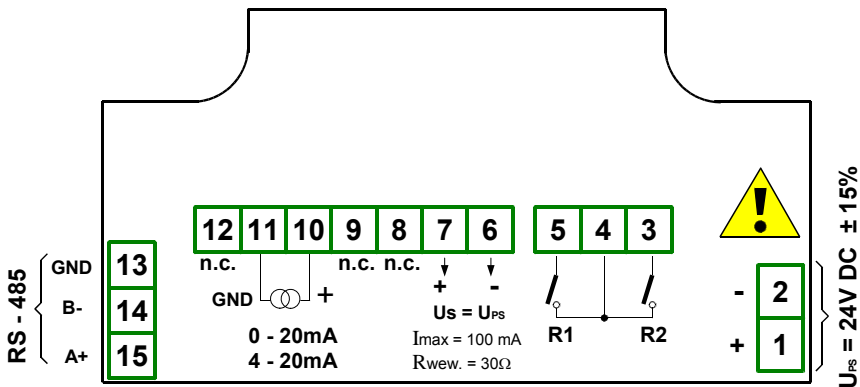 12 11 10 9 8 7 6
5 4 3
n.c. n.c. n.c. + -
GND +
0 - 20mA
4 - 20mA
Us = UPS
Imax = 100 mA
Rwew. = 30Ω
R1 R2
RS - 485
GND 13
B- 14
A+ 15
!
- 2
+ 1
UPS = 24V DC ± 15%